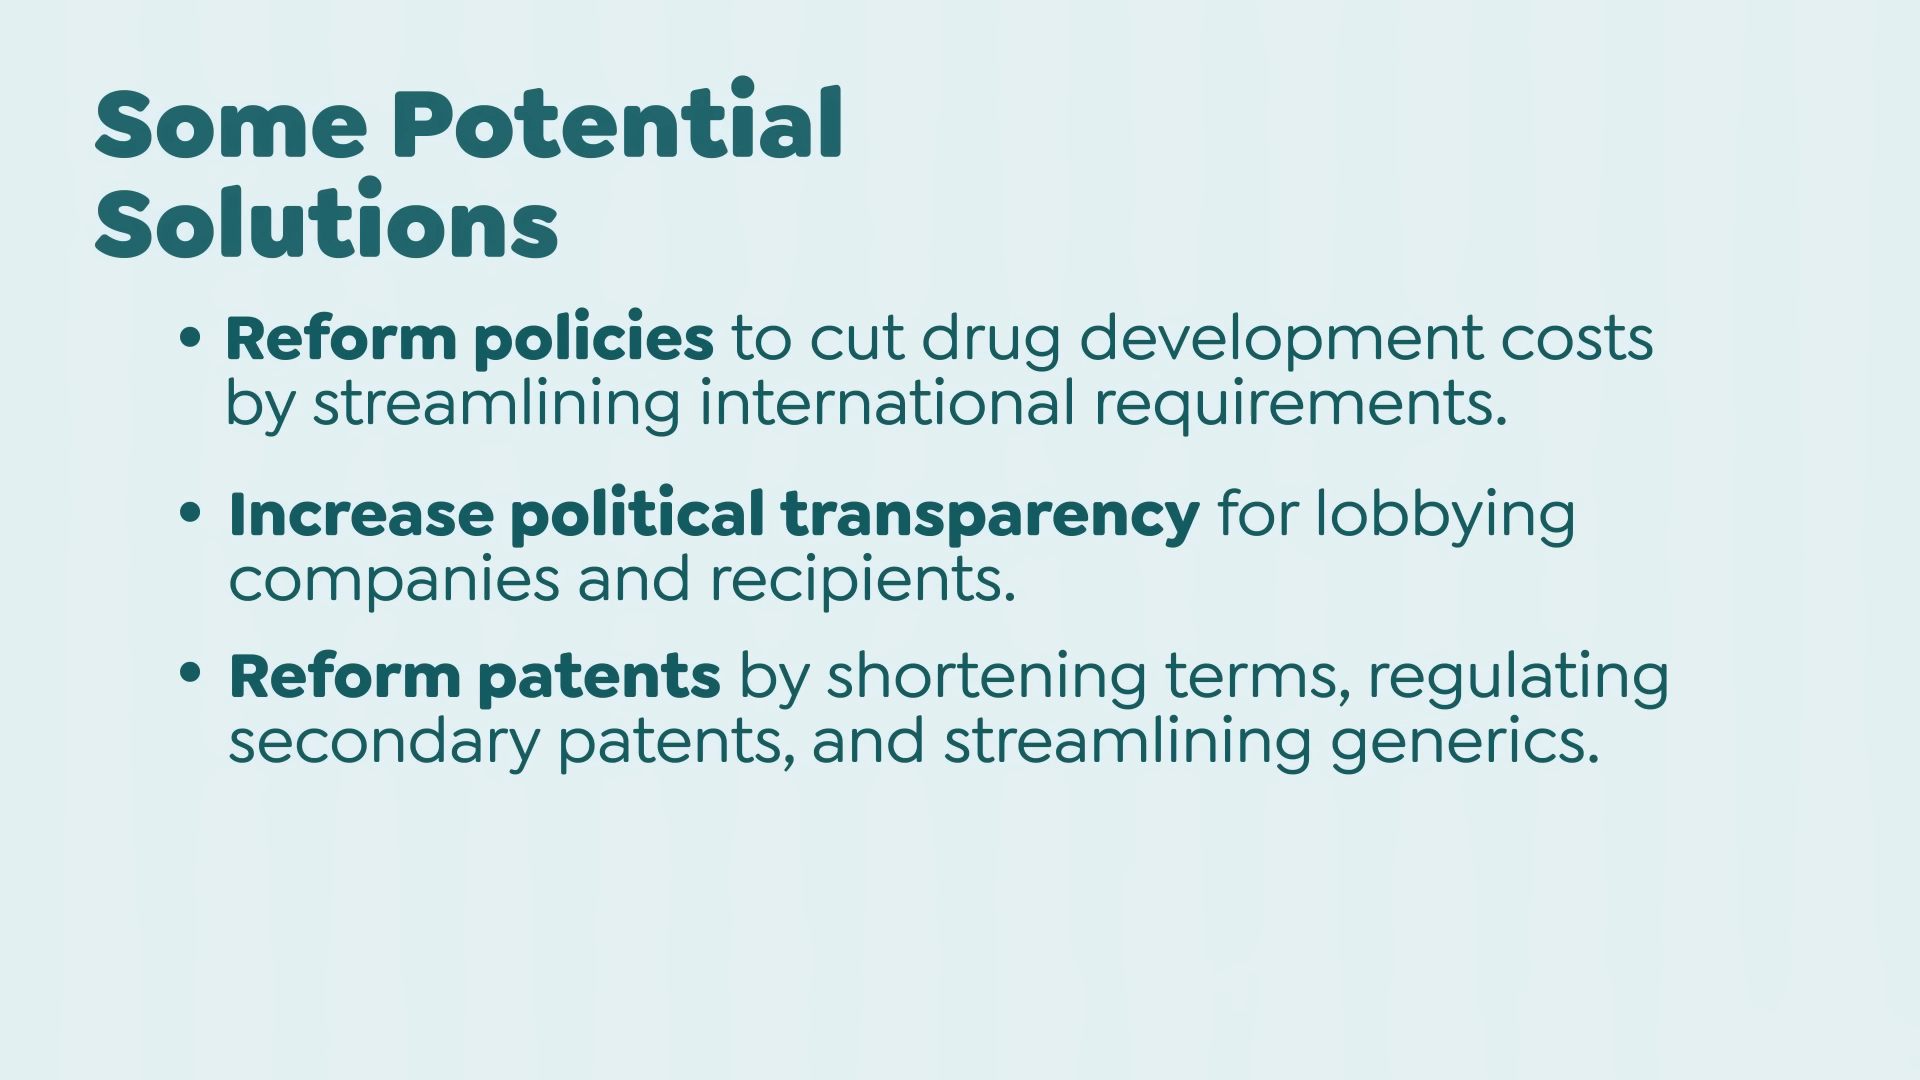 Some Potential
Solutions
• Reform policies to cut drug development costs
by streamlining international requirements.
• Increase political transparency for lobbying
companies and recipients.
• Reform patents by shortening terms, regulating
secondary patents, and streamlining generics.